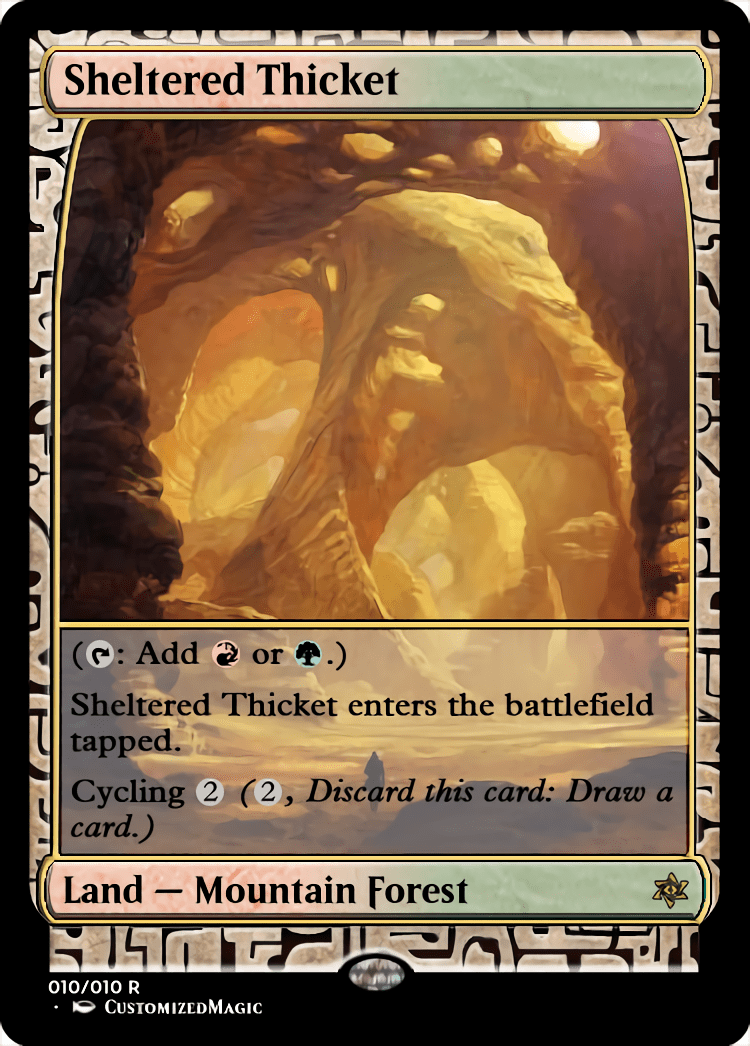 Sheltered Thicket
(: Add or .)
Sheltered Thicket enters the battlefield
tapped.
Cycling 2 (2, Discard this card: Draw a
card.)
Land — Mountain Forest
010/010 R
· CustomizedMagic